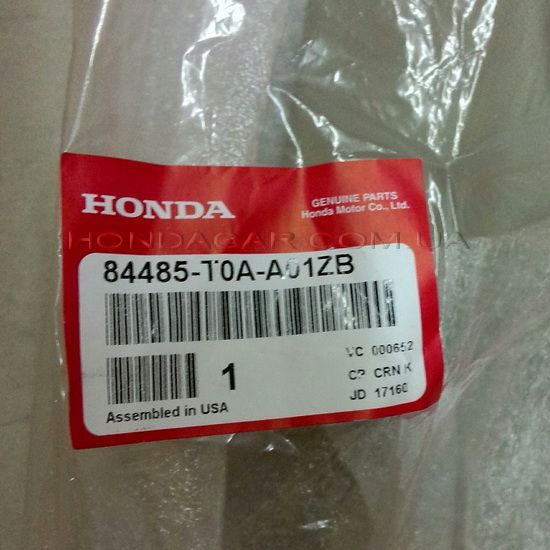 HONDA
GENUINE PARTS
Honda Motor Co., Ltd.
HONDAGAR.COM.UA
84485-T0A-A01ZB
1
VC 000652
CP CRN K
JD 17160
Assembled in USA